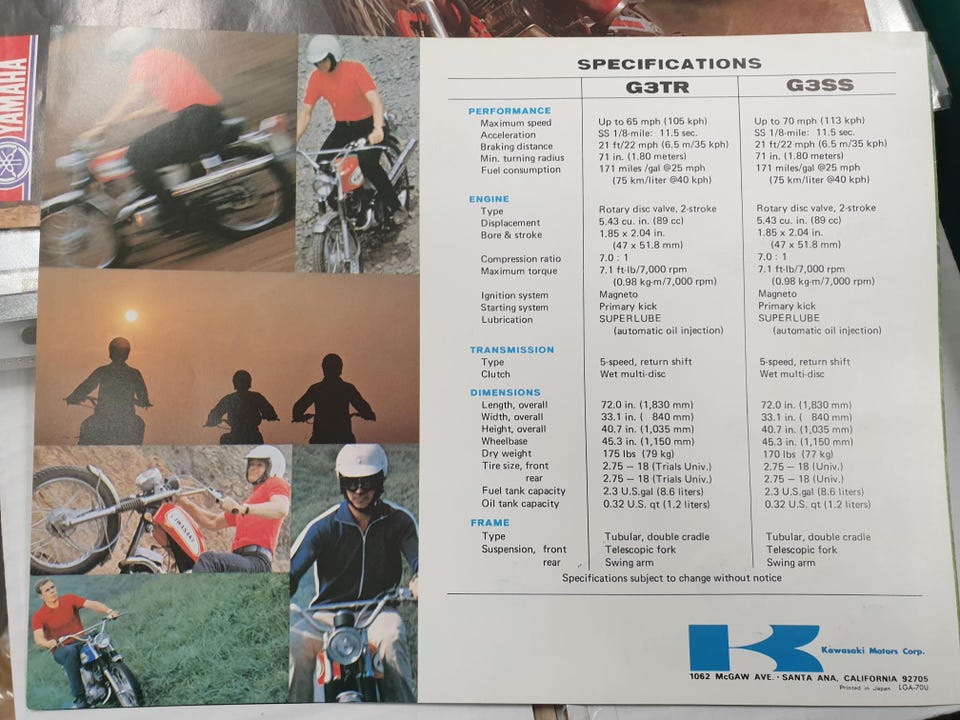 YAMAHA
SPECIFICATIONS
G3TR G3SS
PERFORMANCE
Maximum speed Up to 65 mph (105 kph) Up to 70 mph (113 kph)
Acceleration SS 1/8-mile: 11.5 sec. SS 1/8-mile: 11.5 sec.
Braking distance 21 ft/22 mph (6.5 m/35 kph) 21 ft/22 mph (6.5 m/35 kph)
Min. turning radius 71 in. (1.80 meters) 71 in. (1.80 meters)
Fuel consumption 171 miles /gal @25 mph 171 miles/gal @25 mph
(75 km/liter @40 kph) (75 km/liter @40 kph)
ENGINE
Type Rotary disc valve, 2-stroke Rotary disc valve, 2-stroke
Displacement 5.43 cu. in. (89 cc) 5.43 cu. in. (89 cc)
Bore & stroke 1.85 x 2.04 in. 1.85 x 2.04 in.
(47 x 51.8 mm) (47 x 51.8 mm)
Compression ratio 7.0 : 1 7.0 : 1
Maximum torque 7.1 ft-lb/7,000 rpm 7.1 ft-lb/7,000 rpm
(0.98 kg-m/7,000 rpm) (0.98 kg-m/7,000 rpm)
Ignition system Magneto Magneto
Starting system Primary kick Primary kick
Lubrication SUPERLUBE SUPERLUBE
(automatic oil injection) (automatic oil injection)
TRANSMISSION
Type 5-speed, return shift 5-speed, return shift
Clutch Wet multi-disc Wet multi-disc
DIMENSIONS
Length, overall 72.0 in. (1,830 mm) 72.0 in. (1,830 mm)
Width, overall 33.1 in. ( 840 mm) 33.1 in. ( 840 mm)
Height, overall 40.7 in. (1,035 mm) 40.7 in. (1,035 mm)
Wheelbase 45.3 in. (1,150 mm) 45.3 in. (1,150 mm)
Dry weight 175 lbs (79 kg) 170 lbs (77 kg)
Tire size, front 2.75 – 18 (Trials Univ.) 2.75 – 18 (Univ.)
rear 2.75 – 18 (Trials Univ.) 2.75 – 18 (Univ.)
Fuel tank capacity 2.3 U.S.gal (8.6 liters) 2.3 U.S.gal (8.6 liters)
Oil tank capacity 0.32 U.S. qt (1.2 liters) 0.32 U.S. qt (1.2 liters)
FRAME
Type Tubular, double cradle Tubular, double cradle
Suspension, front Telescopic fork Telescopic fork
rear Swing arm Swing arm
Specifications subject to change without notice
Kawasaki Motors Corp.
1062 McGAW AVE. · SANTA ANA, CALIFORNIA 92705
Printed in Japan LGA-70U
KAWASAKI